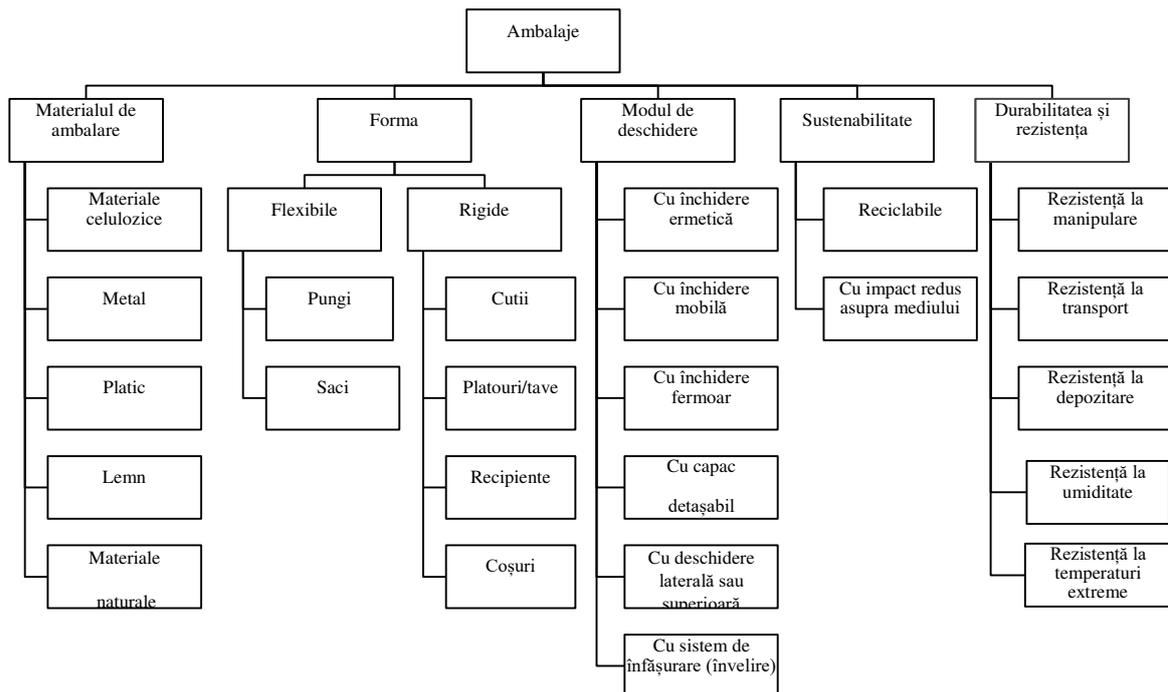 Ambalaje
Materialul de
ambalare
Materiale
celulozice
Metal
Platic
Lemn
Materiale
naturale
Forma
Flexibile
Pungi
Saci
Rigide
Cutii
Platouri/tave
Recipiente
Coșuri
Modul de
deschidere
Cu închidere
ermetică
Cu închidere
mobilă
Cu închidere
fermoar
Cu capac
detașabil
Cu deschidere
laterală sau
superioară
Cu sistem de
înfășurare (învelire)
Sustenabilitate
Reciclabile
Cu impact redus
asupra mediului
Durabilitatea și
rezistența
Rezistență la
manipulare
Rezistență la
transport
Rezistență la
depozitare
Rezistență la
umiditate
Rezistență la
temperaturi
extreme